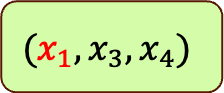 (x₁, x₃, x₄)